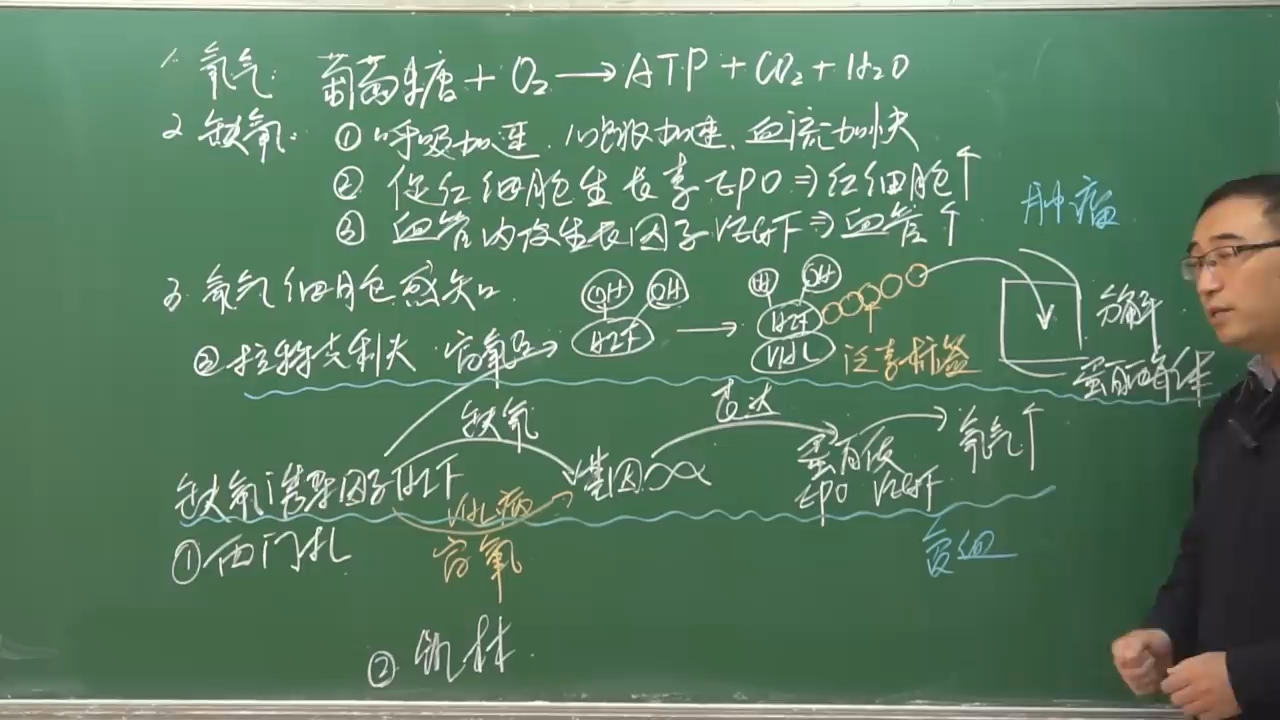 1. 氧气: 葡萄糖 + O₂ → ATP + CO₂ + H₂O
2. 缺氧: ① 呼吸加速、心跳加速、血流加快
② 促红细胞生长素EPO ⇒ 红细胞↑
③ 血管内皮生长因子VEGF ⇒ 血管↑
肿瘤
3. 氧气细胞感知
OH OH OH
HIF → HIF
VHL
泛素标签
分解
蛋白酶体
② 拉特克利夫 富氧
缺氧
表达
缺氧诱导因子HIF
基因
蛋白质
EPO VEGF
氧气↑
VHL病
富氧
① 西门扎
贫血
② 凯林